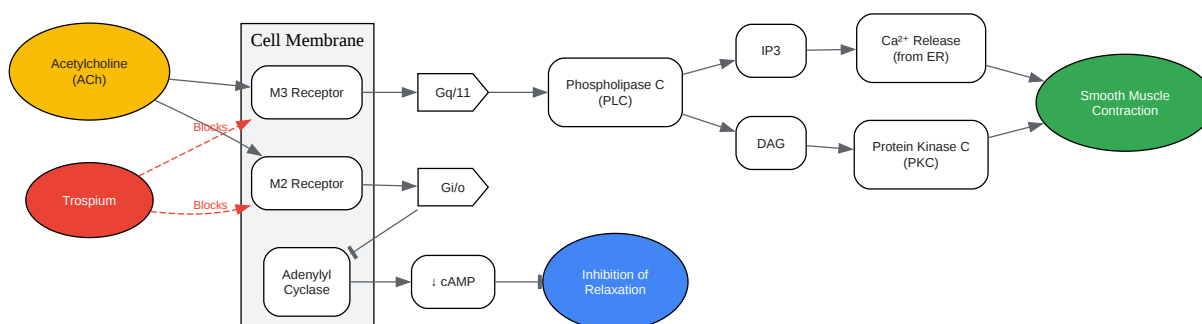 Acetylcholine
(ACh)
Trospium
Blocks
Blocks
Cell Membrane
M3 Receptor
M2 Receptor
Adenylyl
Cyclase
Gq/11
Gi/o
↓ cAMP
Phospholipase C
(PLC)
Inhibition of
Relaxation
IP3
DAG
Ca²⁺ Release
(from ER)
Protein Kinase C
(PKC)
Smooth Muscle
Contraction